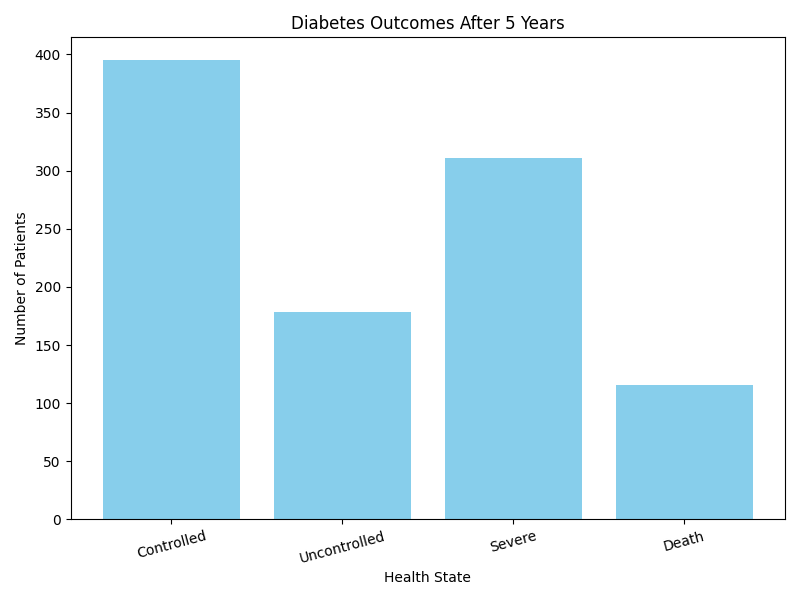 Diabetes Outcomes After 5 Years
Number of Patients
400
350
300
250
200
150
100
50
0
Controlled
Uncontrolled
Severe
Death
Health State